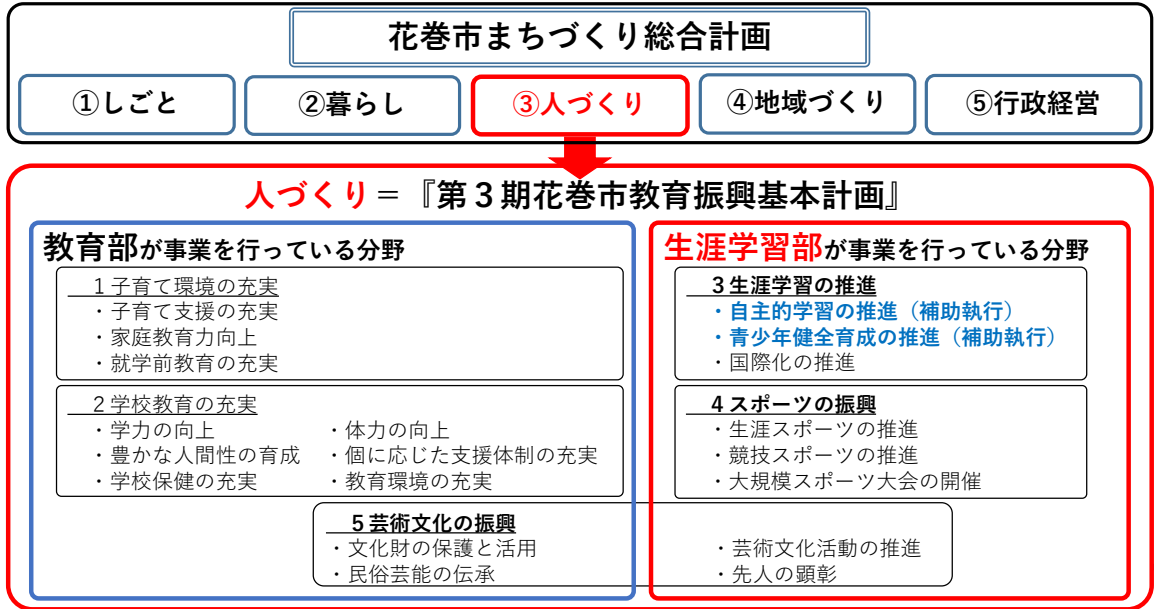 花巻市まちづくり総合計画
①しごと
②暮らし
③人づくり
④地域づくり
⑤行政経営
人づくり＝『第３期花巻市教育振興基本計画』
教育部が事業を行っている分野
１子育て環境の充実
・子育て支援の充実
・家庭教育力向上
・就学前教育の充実
２学校教育の充実
・学力の向上
・体力の向上
・豊かな人間性の育成
・個に応じた支援体制の充実
・学校保健の充実
・教育環境の充実
生涯学習部が事業を行っている分野
３生涯学習の推進
・自主的学習の推進（補助執行）
・青少年健全育成の推進（補助執行）
・国際化の推進
４スポーツの振興
・生涯スポーツの推進
・競技スポーツの推進
・大規模スポーツ大会の開催
５芸術文化の振興
・文化財の保護と活用
・芸術文化活動の推進
・民俗芸能の伝承
・先人の顕彰